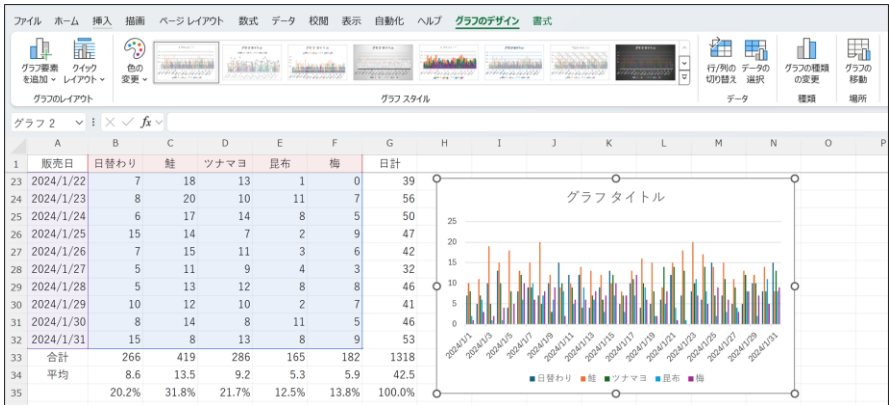 ファイル ホーム 挿入 描画 ページ レイアウト 数式 データ 校閲 表示 自動化 ヘルプ グラフのデザイン 書式
グラフ要素を追加 クイックレイアウト 色の変更 行/列の切り替え データの選択 グラフの種類の変更 グラフの移動
グラフのレイアウト グラフ スタイル データ 種類 場所
グラフ 2 fx
A B C D E F G H I J K L M N O P
1 販売日 日替わり 鮭 ツナマヨ 昆布 梅 日計
23 2024/1/22 7 18 13 1 0 39
24 2024/1/23 8 20 10 11 7 56
25 2024/1/24 6 17 14 8 5 50
26 2024/1/25 15 14 7 2 9 47
27 2024/1/26 7 15 11 3 6 42
28 2024/1/27 5 11 9 4 3 32
29 2024/1/28 5 13 12 8 8 46
30 2024/1/29 10 12 10 2 7 41
31 2024/1/30 8 14 8 11 5 46
32 2024/1/31 15 8 13 8 9 53
33 合計 266 419 286 165 182 1318
34 平均 8.6 13.5 9.2 5.3 5.9 42.5
35 20.2% 31.8% 21.7% 12.5% 13.8% 100.0%
グラフ タイトル
25
20
15
10
5
0
2024/1/1 2024/1/3 2024/1/5 2024/1/7 2024/1/9 2024/1/11 2024/1/13 2024/1/15 2024/1/17 2024/1/19 2024/1/21 2024/1/23 2024/1/25 2024/1/27 2024/1/29 2024/1/31
日替わり 鮭 ツナマヨ 昆布 梅